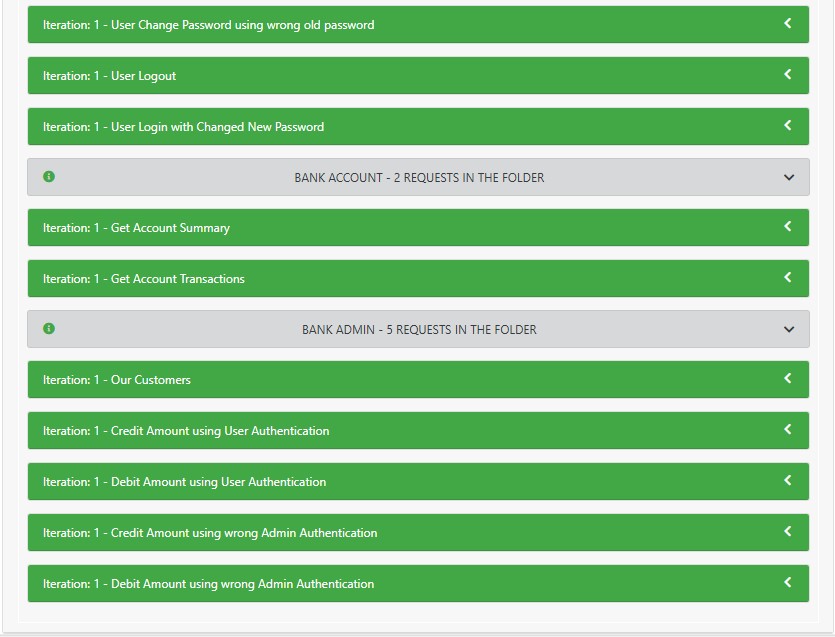 Iteration: 1 - User Change Password using wrong old password
Iteration: 1 - User Logout
Iteration: 1 - User Login with Changed New Password
BANK ACCOUNT - 2 REQUESTS IN THE FOLDER
Iteration: 1 - Get Account Summary
Iteration: 1 - Get Account Transactions
BANK ADMIN - 5 REQUESTS IN THE FOLDER
Iteration: 1 - Our Customers
Iteration: 1 - Credit Amount using User Authentication
Iteration: 1 - Debit Amount using User Authentication
Iteration: 1 - Credit Amount using wrong Admin Authentication
Iteration: 1 - Debit Amount using wrong Admin Authentication